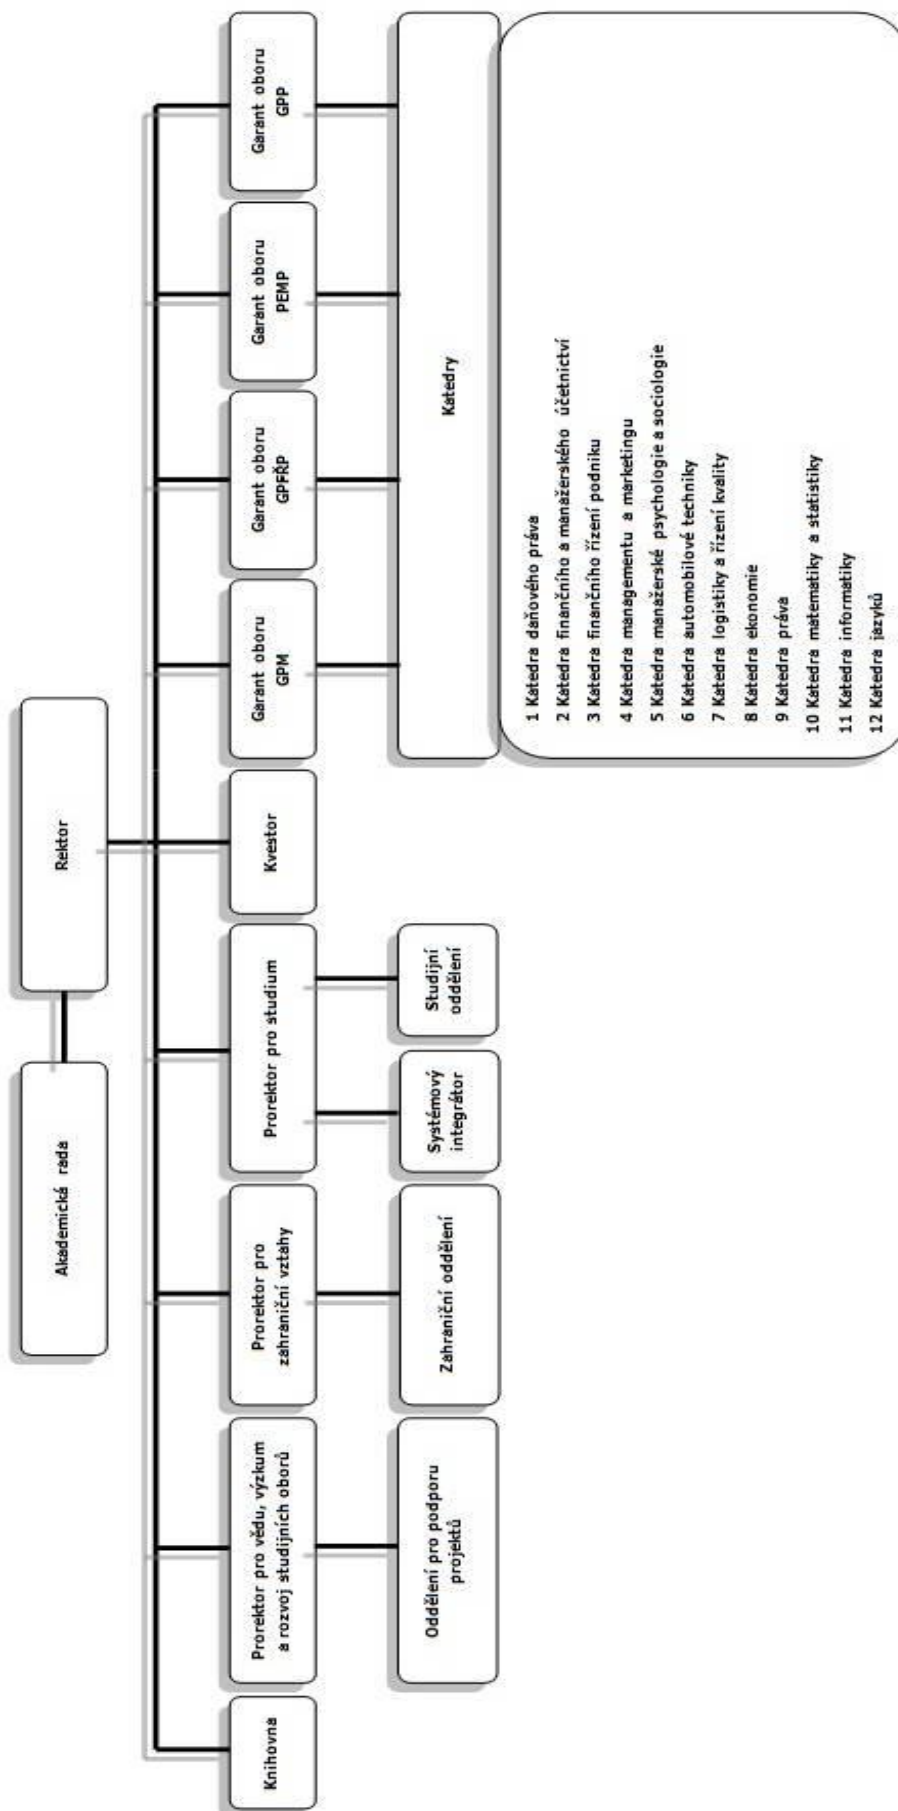 Akademická rada
Rektor
Knihovna
Prorektor pro vědu, výzkum
a rozvoj studijních oborů
Prorektor pro
zahraniční vztahy
Prorektor pro studium
Kvestor
Garant oboru
GPM
Garant oboru
GPFŘP
Garant oboru
PEMP
Garant oboru
GPP
Oddělení pro podporu
projektů
Zahraniční oddělení
Systémový
integrátor
Studijní
oddělení
Katedry
1 Katedra daňového práva
2 Katedra finančního a manažerského účetnictví
3 Katedra finančního řízení podniku
4 Katedra managementu a marketingu
5 Katedra manažerské psychologie a sociologie
6 Katedra automobilové techniky
7 Katedra logistiky a řízení kvality
8 Katedra ekonomie
9 Katedra práva
10 Katedra matematiky a statistiky
11 Katedra informatiky
12 Katedra jazyků